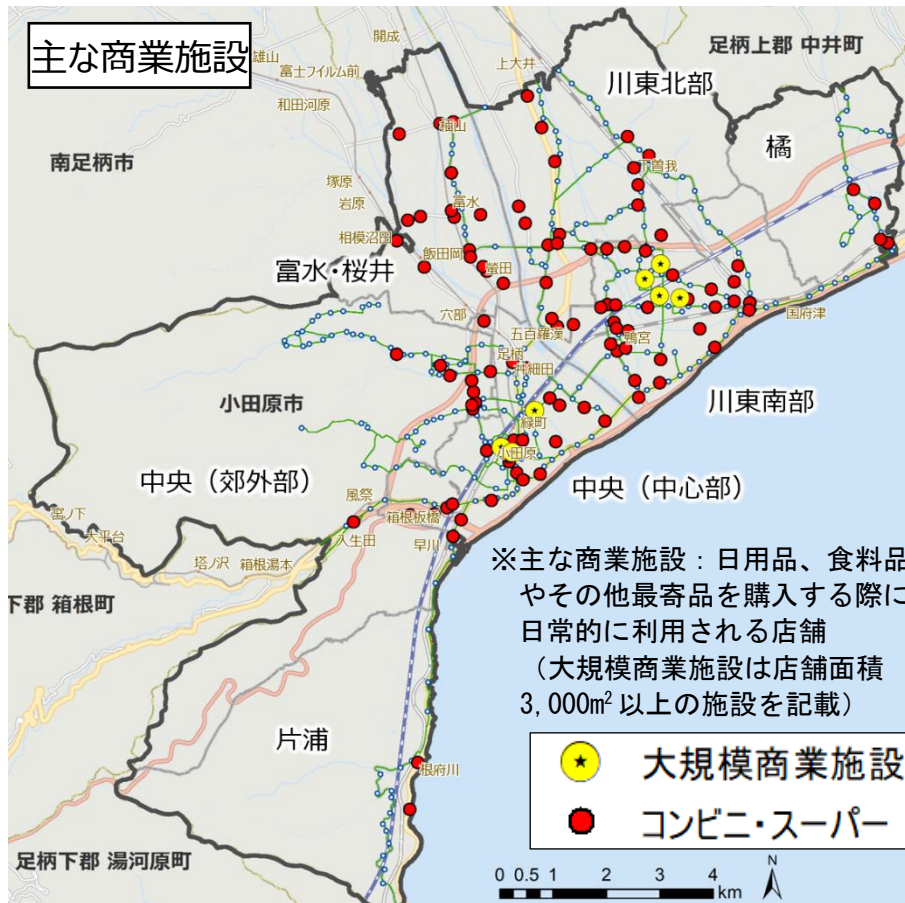 主な商業施設
開成
雄山
富士フイルム前
上大井
足柄上郡 中井町
川東北部
和田河原
栢山
橘
南足柄市
下曽我
塚原
岩原
富水
相模沼田
飯田岡
螢田
富水・桜井
穴部
国府津
五百羅漢
鴨宮
足柄
井細田
小田原市
川東南部
緑町
小田原
中央（郊外部）
中央（中心部）
風祭
箱根板橋
宮ノ下
大平台
入生田
早川
塔ノ沢
箱根湯本
下郡 箱根町
※主な商業施設：日用品、食料品
やその他最寄品を購入する際に
日常的に利用される店舗
（大規模商業施設は店舗面積
3,000m²以上の施設を記載）
片浦
大規模商業施設
根府川
コンビニ・スーパー
足柄下郡 湯河原町
0 0.5 1 2 3 4
km
N